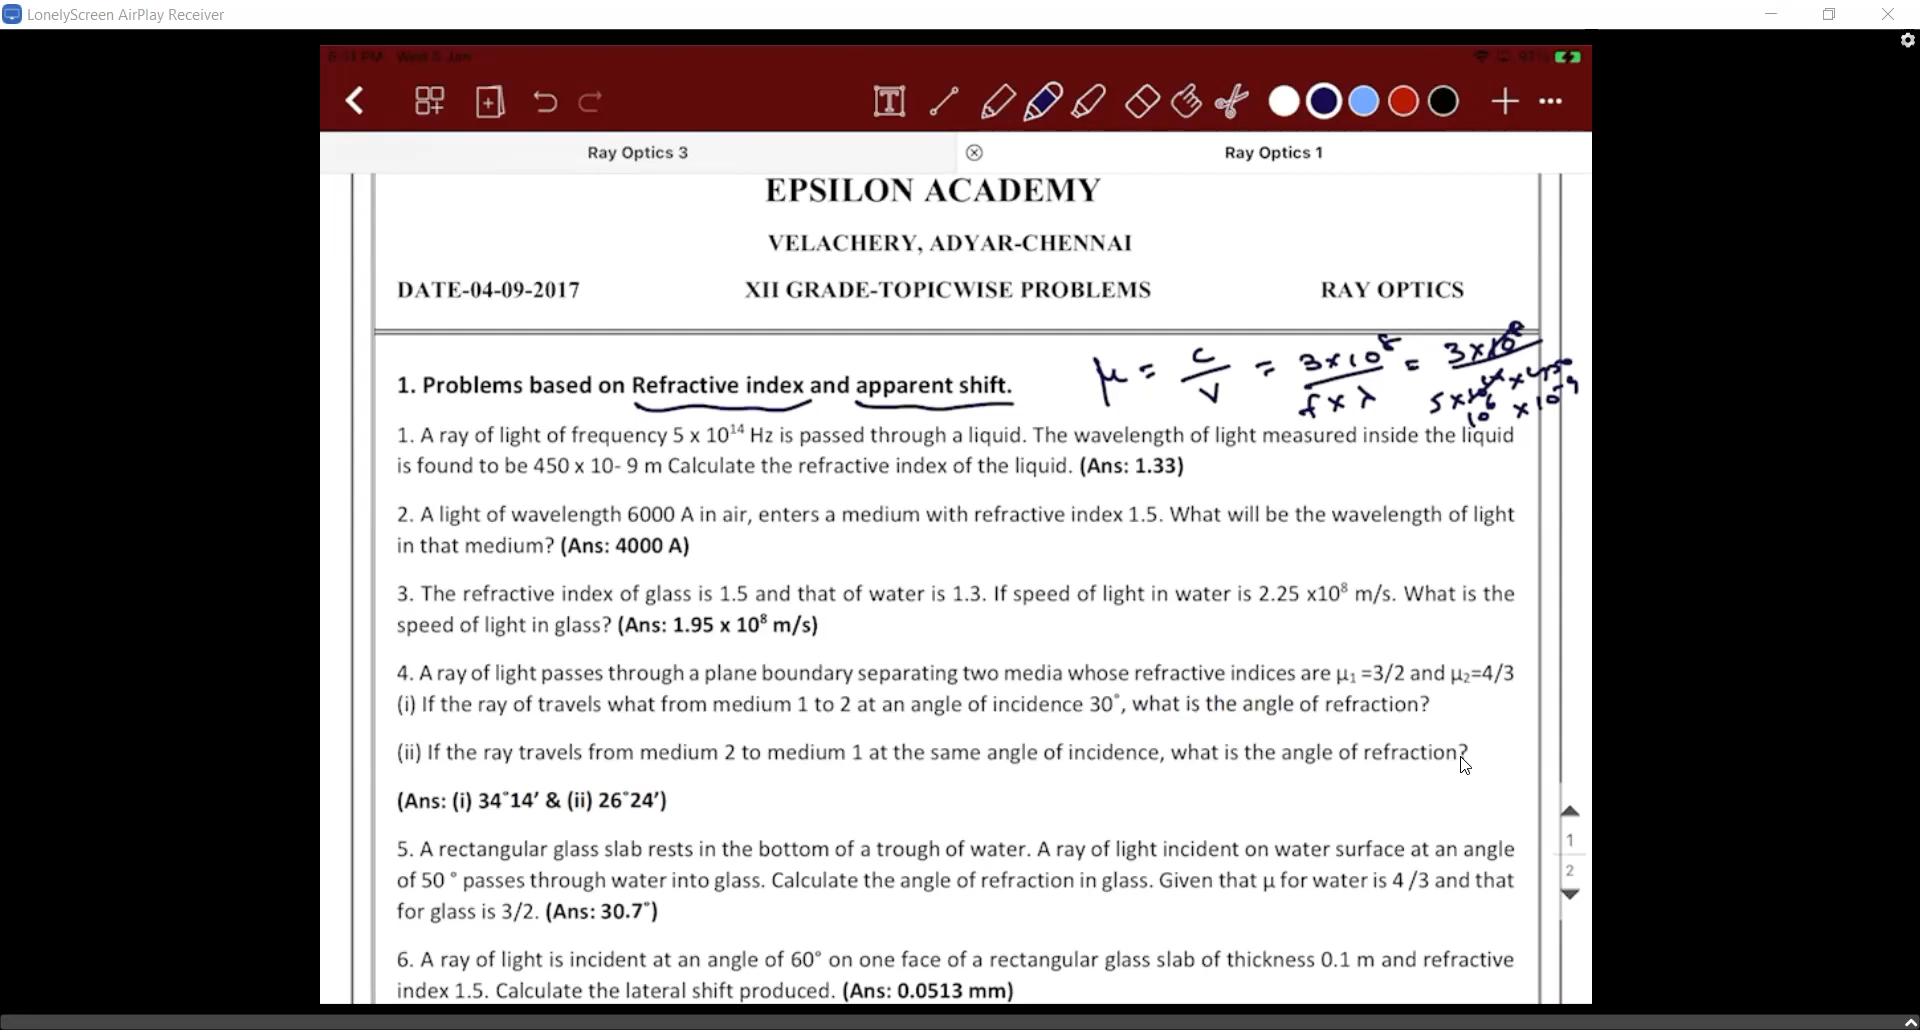 LonelyScreen AirPlay Receiver
6:11 PM Wed 5 Jan
91%
Ray Optics 3
Ray Optics 1
EPSILON ACADEMY
VELACHERY, ADYAR-CHENNAI
DATE-04-09-2017 XII GRADE-TOPICWISE PROBLEMS RAY OPTICS
μ = c/v = 3×10⁸/f×λ = 3×10⁸/5×10¹⁴×450×10⁻⁹
10⁶
1. Problems based on Refractive index and apparent shift.
1. A ray of light of frequency 5 x 10¹⁴ Hz is passed through a liquid. The wavelength of light measured inside the liquid
is found to be 450 x 10- 9 m Calculate the refractive index of the liquid. (Ans: 1.33)
2. A light of wavelength 6000 A in air, enters a medium with refractive index 1.5. What will be the wavelength of light
in that medium? (Ans: 4000 A)
3. The refractive index of glass is 1.5 and that of water is 1.3. If speed of light in water is 2.25 x10⁸ m/s. What is the
speed of light in glass? (Ans: 1.95 x 10⁸ m/s)
4. A ray of light passes through a plane boundary separating two media whose refractive indices are μ₁ =3/2 and μ₂=4/3
(i) If the ray of travels what from medium 1 to 2 at an angle of incidence 30˚, what is the angle of refraction?
(ii) If the ray travels from medium 2 to medium 1 at the same angle of incidence, what is the angle of refraction?
(Ans: (i) 34˚14’ & (ii) 26˚24’)
5. A rectangular glass slab rests in the bottom of a trough of water. A ray of light incident on water surface at an angle
of 50 ° passes through water into glass. Calculate the angle of refraction in glass. Given that μ for water is 4 /3 and that
for glass is 3/2. (Ans: 30.7˚)
6. A ray of light is incident at an angle of 60° on one face of a rectangular glass slab of thickness 0.1 m and refractive
index 1.5. Calculate the lateral shift produced. (Ans: 0.0513 mm)
1
2